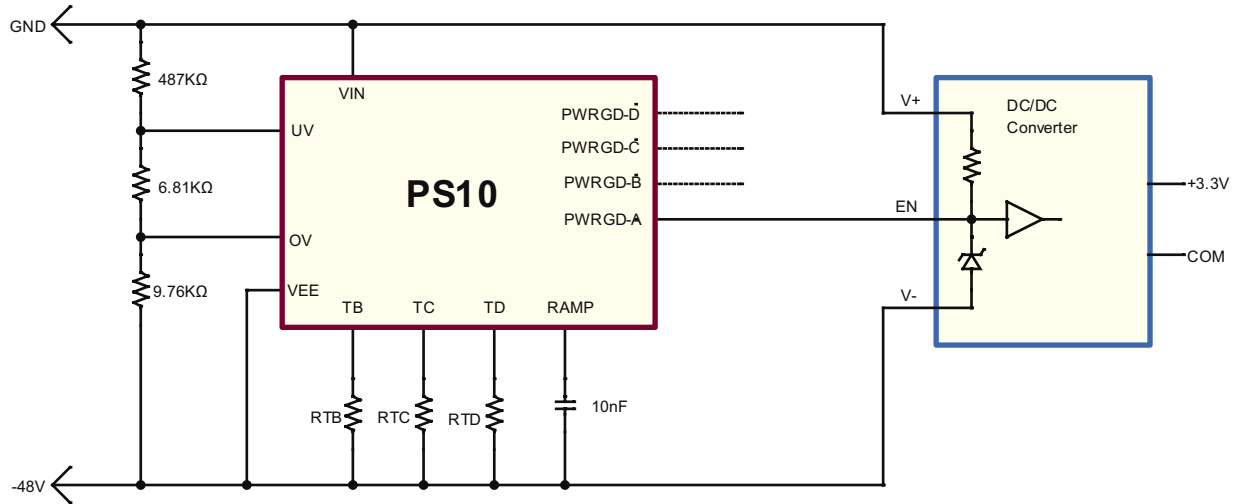 GND
487KΩ
VIN
UV
6.81KΩ
PS10
OV
9.76KΩ
VEE
TB
TC
TD
RAMP
PWRGD-D
PWRGD-C
PWRGD-B
PWRGD-A
V+
EN
V-
DC/DC
Converter
+3.3V
COM
RTB
RTC
RTD
10nF
-48V